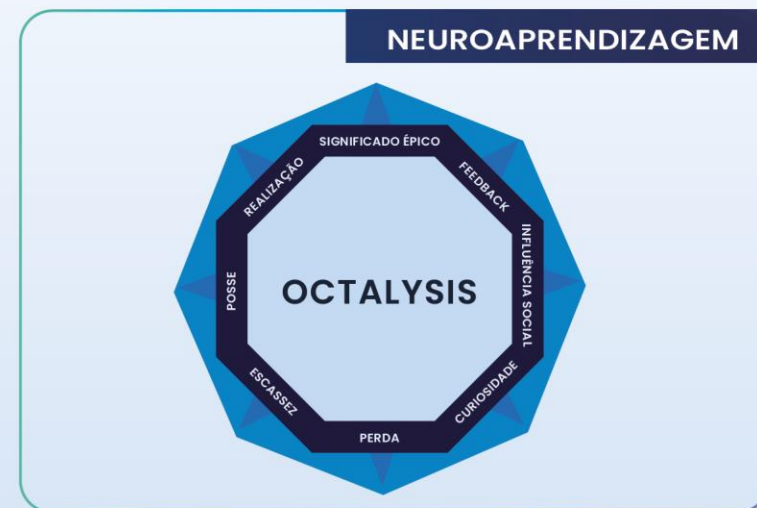 NEUROAPRENDIZAGEM
SIGNIFICADO ÉPICO
FEEDBACK
INFLUÊNCIA SOCIAL
CURIOSIDADE
PERDA
ESCASSEZ
POSSE
REALIZAÇÃO
OCTALYSIS